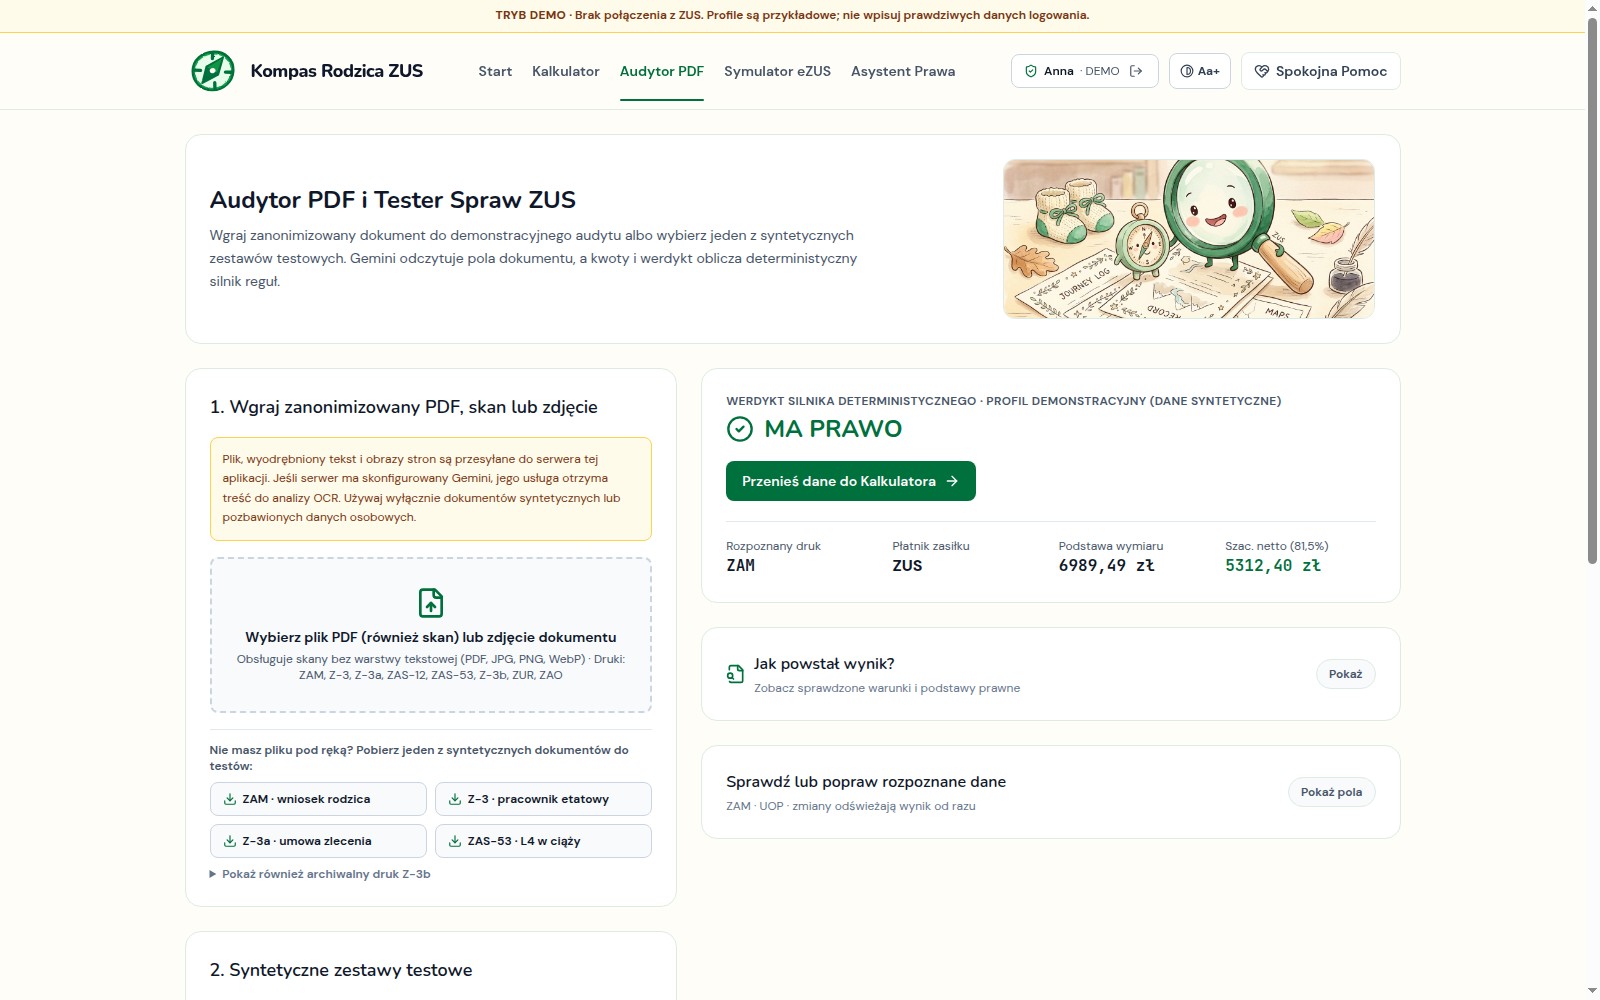 TRYB DEMO · Brak połączenia z ZUS. Profile są przykładowe; nie wpisuj prawdziwych danych logowania.
Kompas Rodzica ZUS
Start
Kalkulator
Audytor PDF
Symulator eZUS
Asystent Prawa
Anna · DEMO
Aa+
Spokojna Pomoc
Audytor PDF i Tester Spraw ZUS
Wgraj zanonimizowany dokument do demonstracyjnego audytu albo wybierz jeden z syntetycznych
zestawów testowych. Gemini odczytuje pola dokumentu, a kwoty i werdykt oblicza deterministyczny
silnik reguł.
ZUS
JOURNEY LOG
RECORD
MAPS
1. Wgraj zanonimizowany PDF, skan lub zdjęcie
Plik, wyodrębniony tekst i obrazy stron są przesyłane do serwera tej
aplikacji. Jeśli serwer ma skonfigurowany Gemini, jego usługa otrzyma
treść do analizy OCR. Używaj wyłącznie dokumentów syntetycznych lub
pozbawionych danych osobowych.
Wybierz plik PDF (również skan) lub zdjęcie dokumentu
Obsługuje skany bez warstwy tekstowej (PDF, JPG, PNG, WebP) · Druki:
ZAM, Z-3, Z-3a, ZAS-12, ZAS-53, Z-3b, ZUR, ZAO
Nie masz pliku pod ręką? Pobierz jeden z syntetycznych dokumentów do
testów:
ZAM · wniosek rodzica
Z-3 · pracownik etatowy
Z-3a · umowa zlecenia
ZAS-53 · L4 w ciąży
Pokaż również archiwalny druk Z-3b
2. Syntetyczne zestawy testowe
WERDYKT SILNIKA DETERMINISTYCZNEGO · PROFIL DEMONSTRACYJNY (DANE SYNTETYCZNE)
MA PRAWO
Przenieś dane do Kalkulatora
Rozpoznany druk
ZAM
Płatnik zasiłku
ZUS
Podstawa wymiaru
6989,49 zł
Szac. netto (81,5%)
5312,40 zł
Jak powstał wynik?
Zobacz sprawdzone warunki i podstawy prawne
Pokaż
Sprawdź lub popraw rozpoznane dane
ZAM · UOP · zmiany odświeżają wynik od razu
Pokaż pola